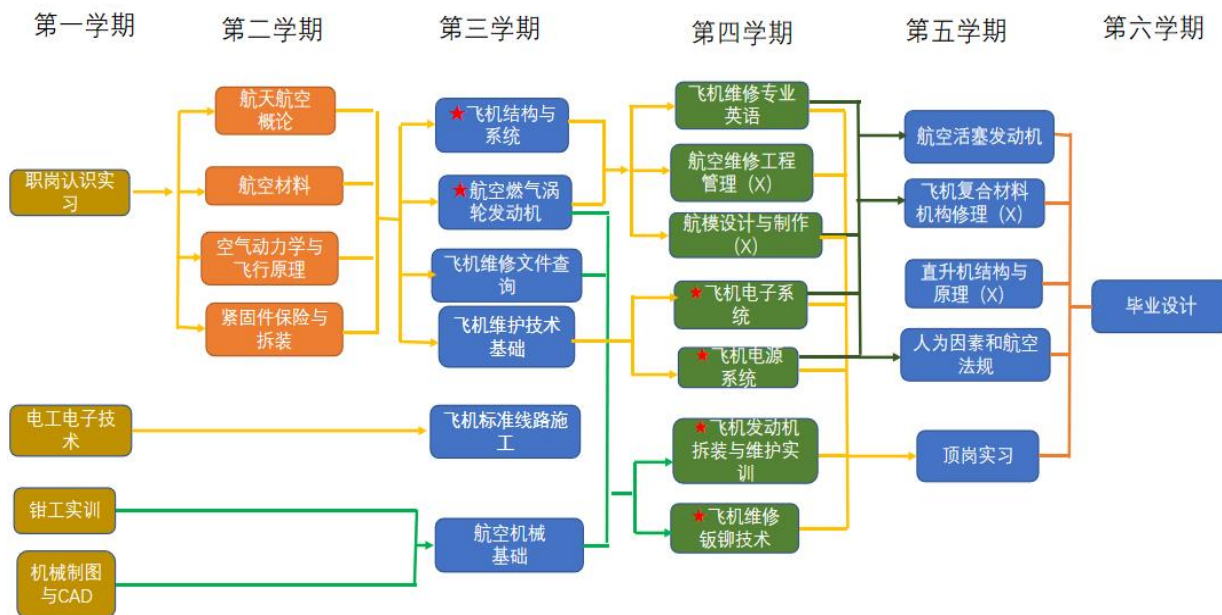 第一学期
第二学期
第三学期
第四学期
第五学期
第六学期
职岗认识实
习
电工电子技
术
钳工实训
机械制图
与CAD
航天航空
概论
航空材料
空气动力学与
飞行原理
紧固件保险与
拆装
★飞机结构与
系统
★航空燃气涡
轮发动机
飞机维修文件查
询
飞机维护技术
基础
飞机标准线路施
工
航空机械
基础
飞机维修专业
英语
航空维修工程
管理（X）
航模设计与制作
（X）
★飞机电子系
统
★飞机电源
系统
★飞机发动机
拆装与维护实
训
★飞机维修
钣铆技术
航空活塞发动机
飞机复合材料
机构修理（X）
直升机结构与
原理（X）
人为因素和航空
法规
顶岗实习
毕业设计